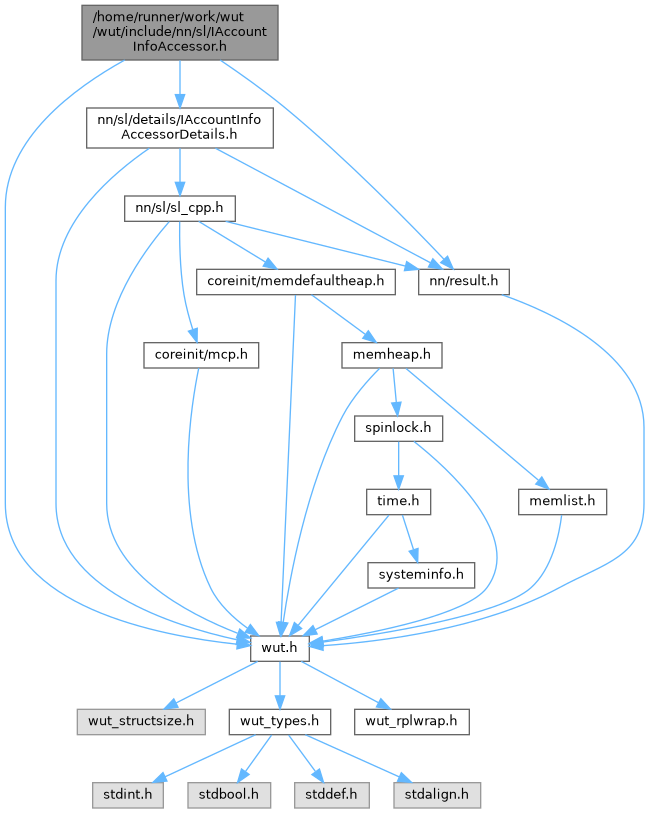 /home/runner/work/wut
/wut/include/nn/sl/IAccount
InfoAccessor.h
nn/sl/details/IAccountInfo
AccessorDetails.h
nn/sl/sl_cpp.h
coreinit/memdefaultheap.h
nn/result.h
coreinit/mcp.h
memheap.h
spinlock.h
time.h
memlist.h
systeminfo.h
wut.h
wut_structsize.h
wut_types.h
wut_rplwrap.h
stdint.h
stdbool.h
stddef.h
stdalign.h